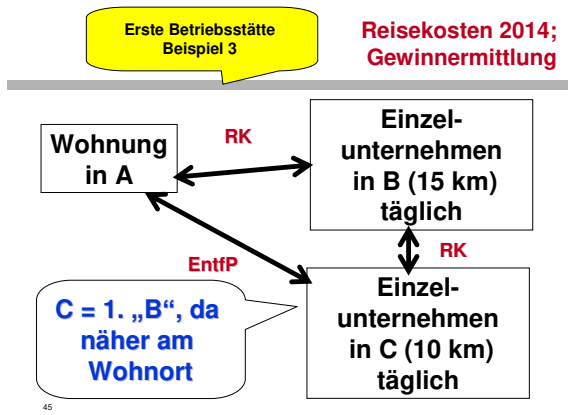 Erste Betriebsstätte
Beispiel 3
Reisekosten 2014;
Gewinnermittlung
Wohnung
in A
RK
Einzel-
unternehmen
in B (15 km)
täglich
EntfP
RK
C = 1. „B“, da
näher am
Wohnort
Einzel-
unternehmen
in C (10 km)
täglich
45